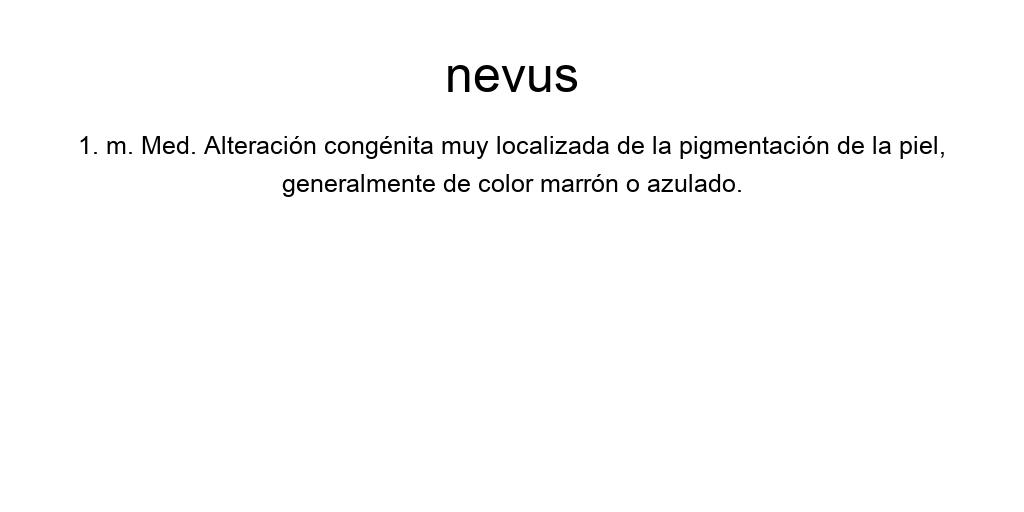 nevus
1. m. Med. Alteración congénita muy localizada de la pigmentación de la piel,
generalmente de color marrón o azulado.